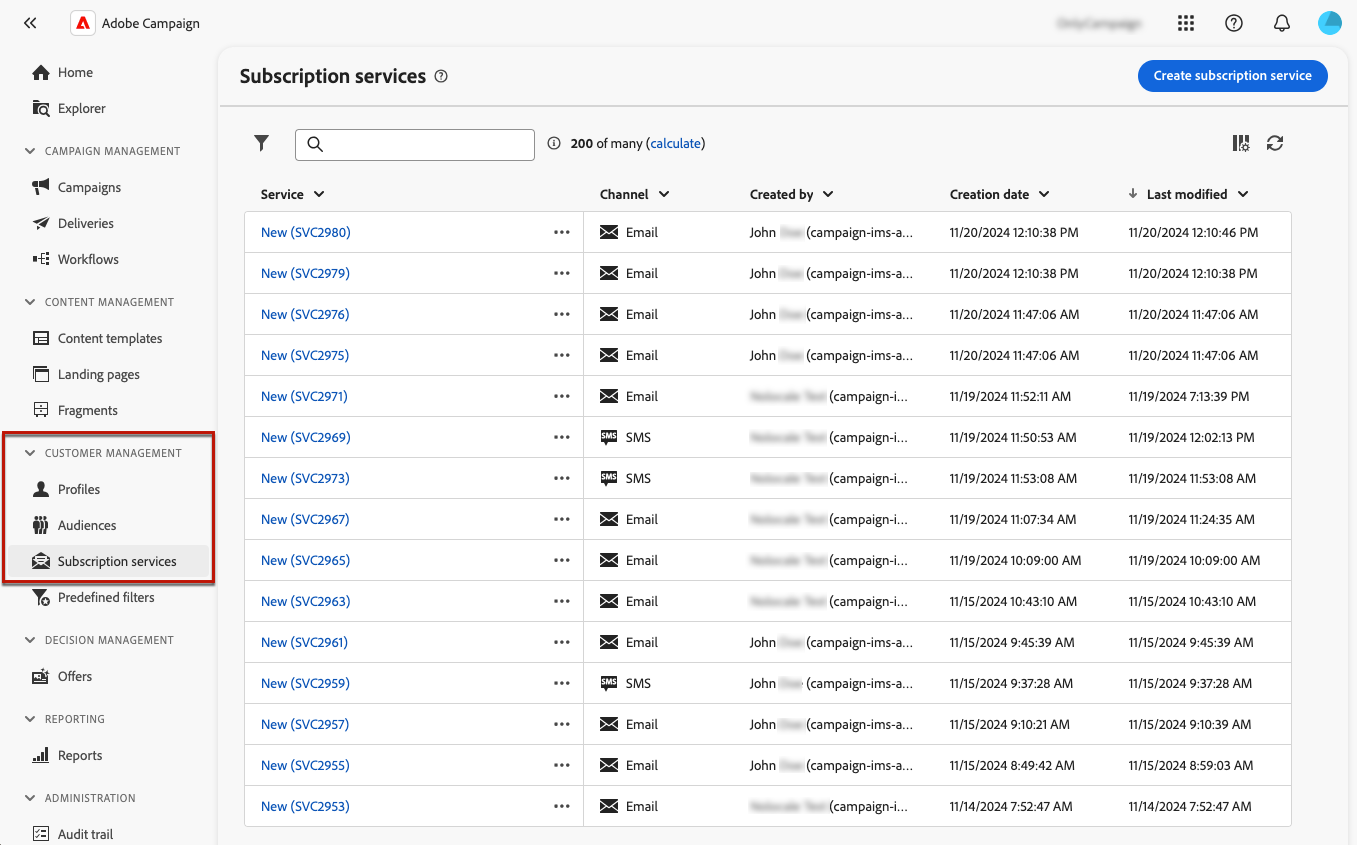 Adobe Campaign
Home
Explorer
CAMPAIGN MANAGEMENT
Campaigns
Deliveries
Workflows
CONTENT MANAGEMENT
Content templates
Landing pages
Fragments
CUSTOMER MANAGEMENT
Profiles
Audiences
Subscription services
Predefined filters
DECISION MANAGEMENT
Offers
REPORTING
Reports
ADMINISTRATION
Audit trail
Subscription services
Create subscription service
200 of many (calculate)
Service Channel Created by Creation date Last modified
New (SVC2980) Email John (campaign-ims-a... 11/20/2024 12:10:38 PM 11/20/2024 12:10:46 PM
New (SVC2979) Email John (campaign-ims-a... 11/20/2024 12:10:38 PM 11/20/2024 12:10:38 PM
New (SVC2976) Email John (campaign-ims-a... 11/20/2024 11:47:06 AM 11/20/2024 11:47:06 AM
New (SVC2975) Email John (campaign-ims-a... 11/20/2024 11:47:06 AM 11/20/2024 11:47:06 AM
New (SVC2971) Email (campaign-i... 11/19/2024 11:52:11 AM 11/19/2024 7:13:39 PM
New (SVC2969) SMS SMS (campaign-i... 11/19/2024 11:50:53 AM 11/19/2024 12:02:13 PM
New (SVC2973) SMS SMS (campaign-i... 11/19/2024 11:53:08 AM 11/19/2024 11:53:08 AM
New (SVC2967) Email (campaign-i... 11/19/2024 11:07:34 AM 11/19/2024 11:24:35 AM
New (SVC2965) Email (campaign-i... 11/19/2024 10:09:00 AM 11/19/2024 10:09:00 AM
New (SVC2963) Email (campaign-i... 11/15/2024 10:43:10 AM 11/15/2024 10:43:10 AM
New (SVC2961) Email John (campaign-ims-a... 11/15/2024 9:45:39 AM 11/15/2024 9:45:39 AM
New (SVC2959) SMS SMS John (campaign-ims-a... 11/15/2024 9:37:28 AM 11/15/2024 9:37:28 AM
New (SVC2957) Email John (campaign-ims-a... 11/15/2024 9:10:21 AM 11/15/2024 9:10:39 AM
New (SVC2955) Email John (campaign-ims-a... 11/15/2024 8:49:42 AM 11/15/2024 8:59:03 AM
New (SVC2953) Email (campaign-i... 11/14/2024 7:52:47 AM 11/14/2024 7:52:47 AM